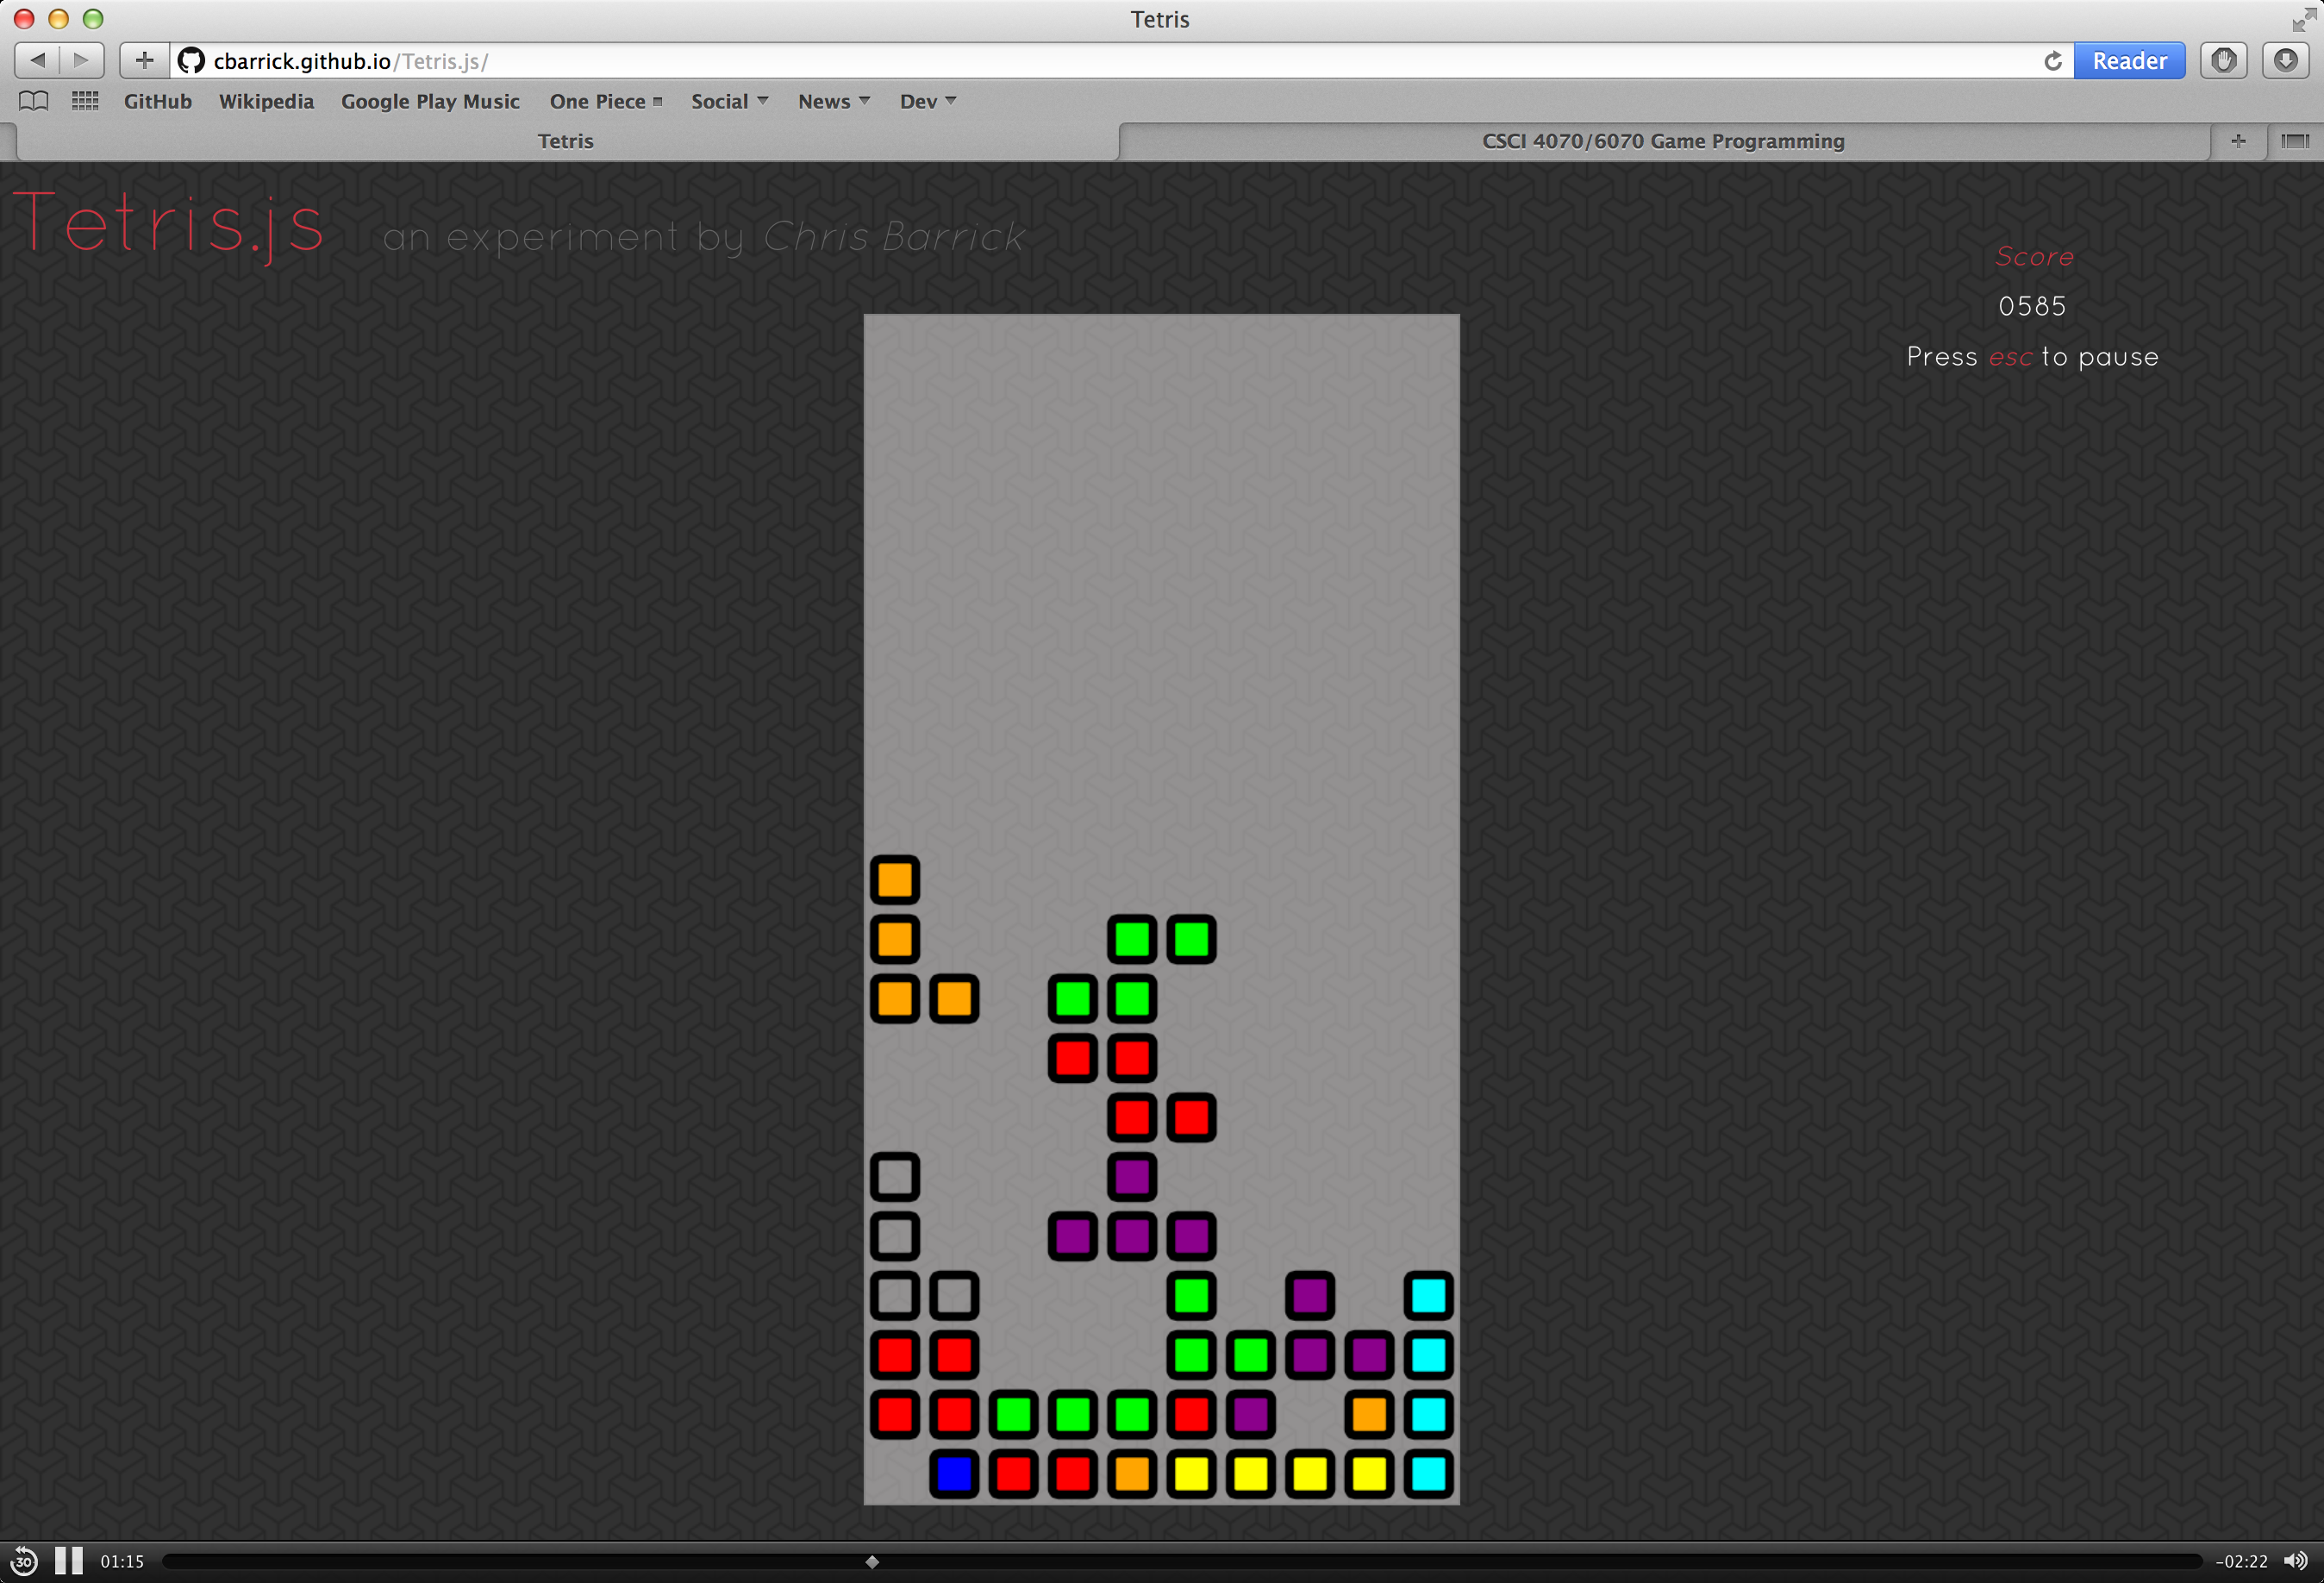 Tetris
cbarrick.github.io/Tetris.js/
Reader
GitHub Wikipedia Google Play Music One Piece Social News Dev
Tetris CSCI 4070/6070 Game Programming
Tetris.js an experiment by Chris Barrick
Score
0585
Press esc to pause
30 01:15 -02:22